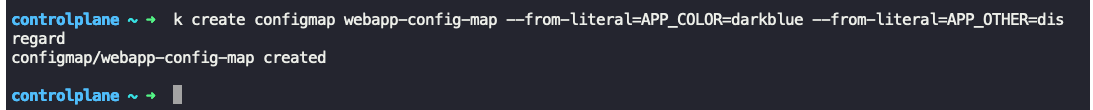 controlplane ~ ➜  k create configmap webapp-config-map --from-literal=APP_COLOR=darkblue --from-literal=APP_OTHER=dis
regard
configmap/webapp-config-map created
controlplane ~ ➜